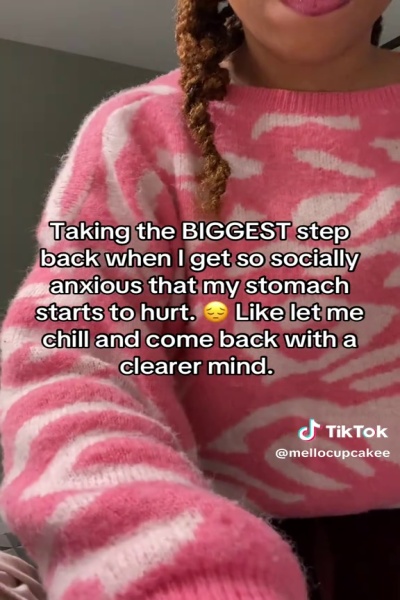 Taking the BIGGEST step
back when I get so socially
anxious that my stomach
starts to hurt. 😔 Like let me
chill and come back with a
clearer mind.
TikTok
@mellocupcakee